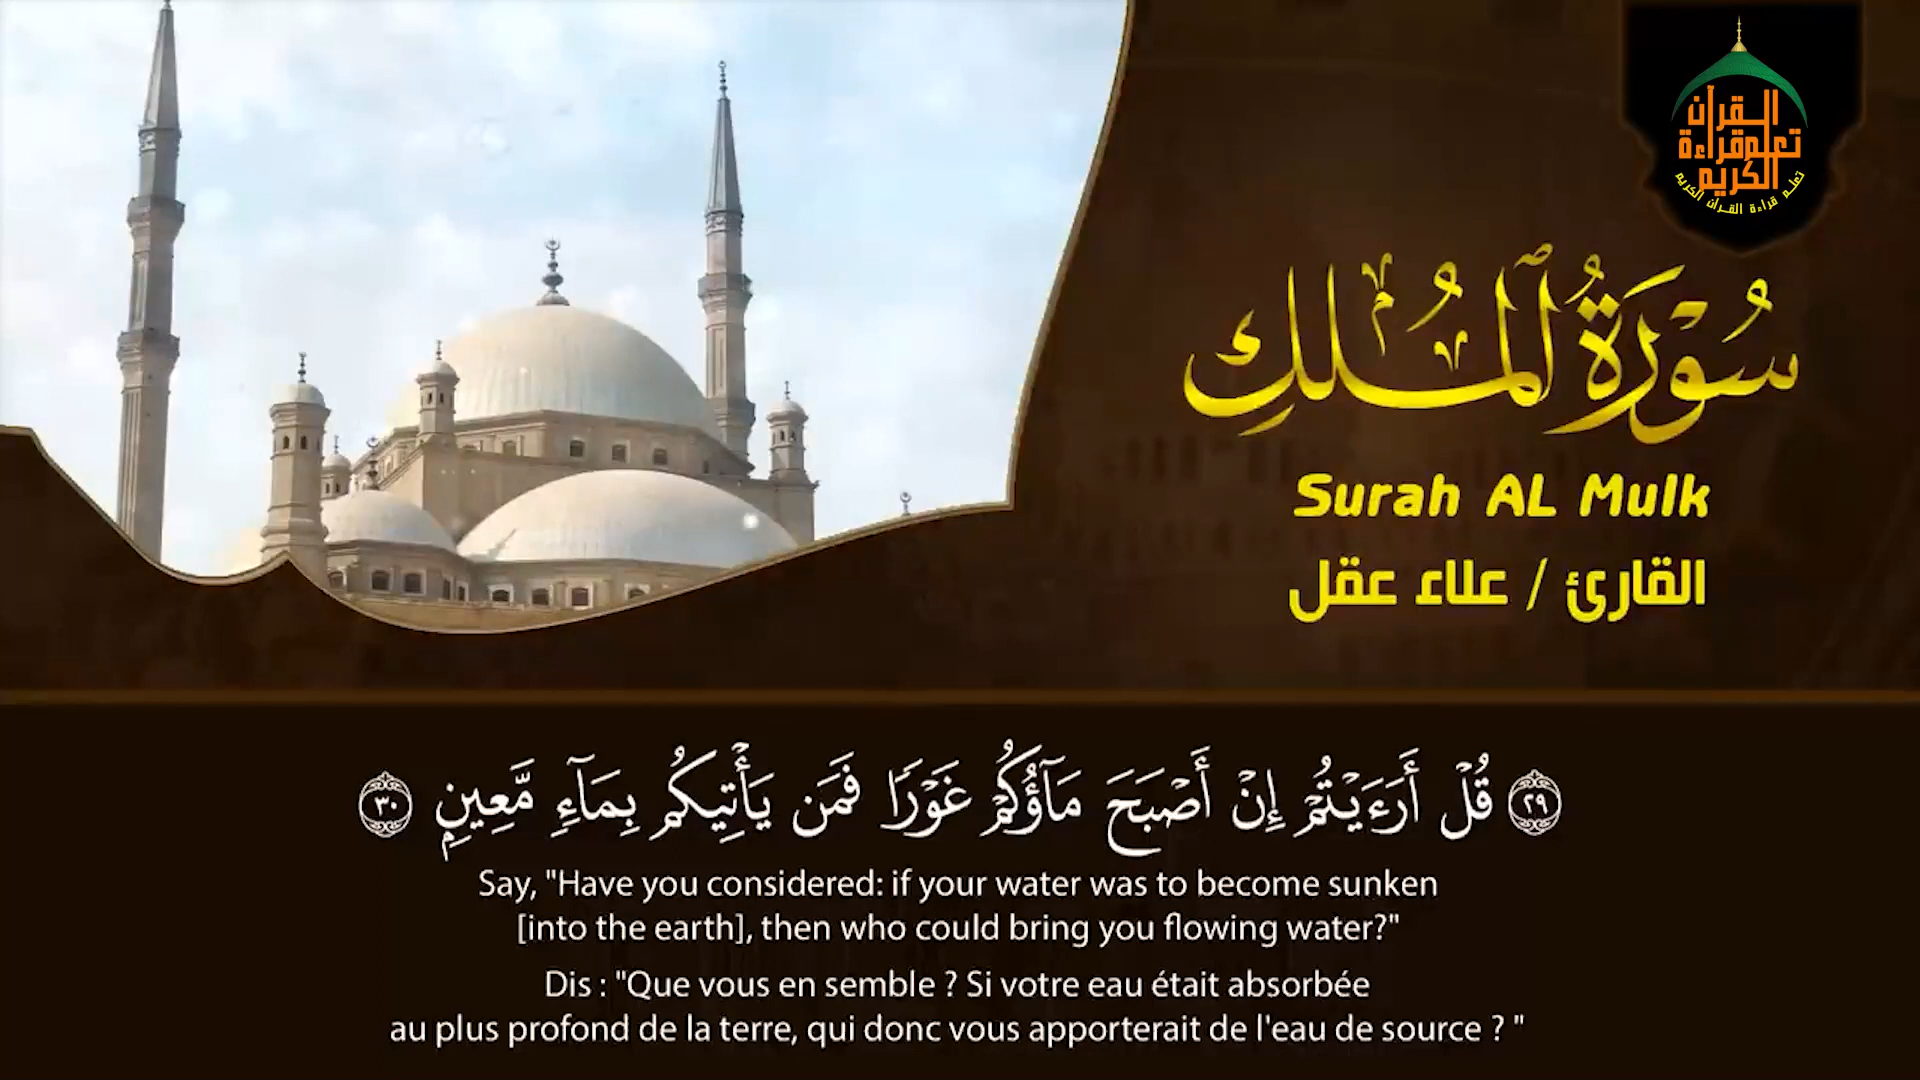 القرآن
تعلم قراءة
الكريم
تعلم قراءة القرآن الكريم
سُورَةُ ٱلْمُلْكِ
Surah AL Mulk
القارئ / علاء عقل
٢٩ قُلْ أَرَءَيْتُمْ إِنْ أَصْبَحَ مَآؤُكُمْ غَوْرًا فَمَن يَأْتِيكُم بِمَآءٍ مَّعِينٍۭ ٣٠
Say, "Have you considered: if your water was to become sunken
[into the earth], then who could bring you flowing water?"
Dis : "Que vous en semble ? Si votre eau était absorbée
au plus profond de la terre, qui donc vous apporterait de l'eau de source ? "